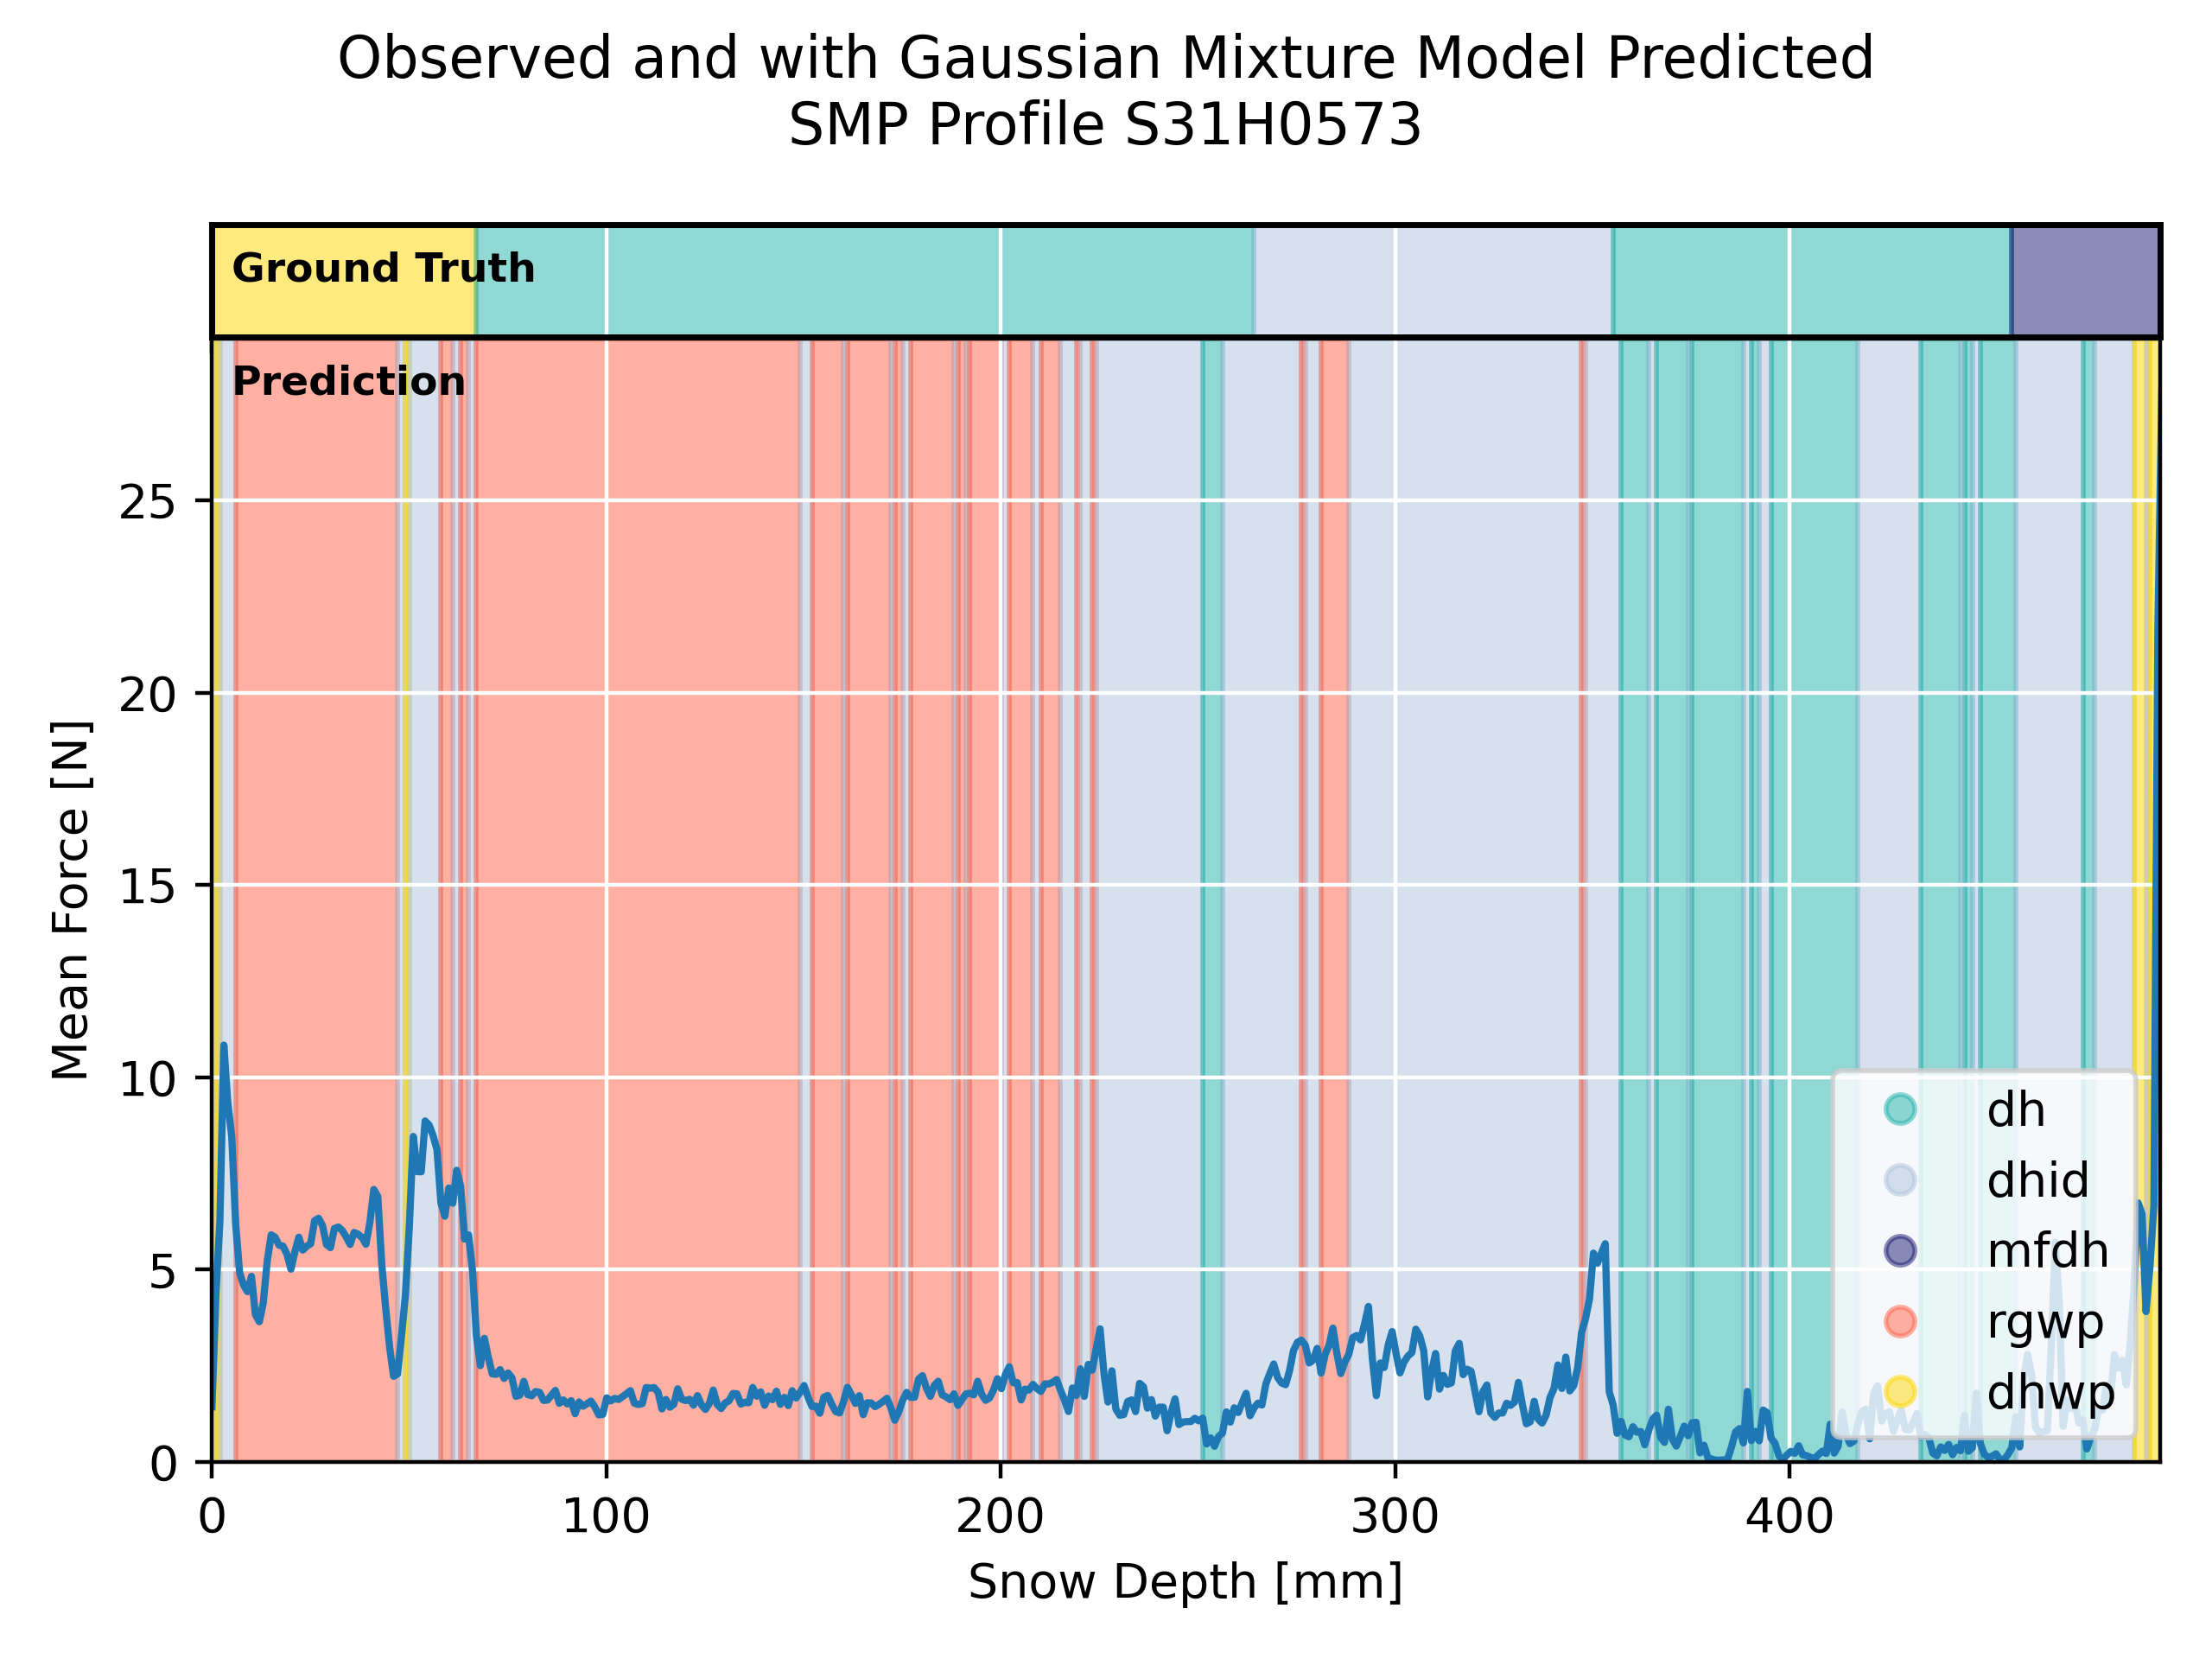 Observed and with Gaussian Mixture Model Predicted
SMP Profile S31H0573
Ground Truth
Prediction
25
20
15
10
5
0
Mean Force [N]
dh
dhid
mfdh
rgwp
dhwp
0 100 200 300 400
Snow Depth [mm]